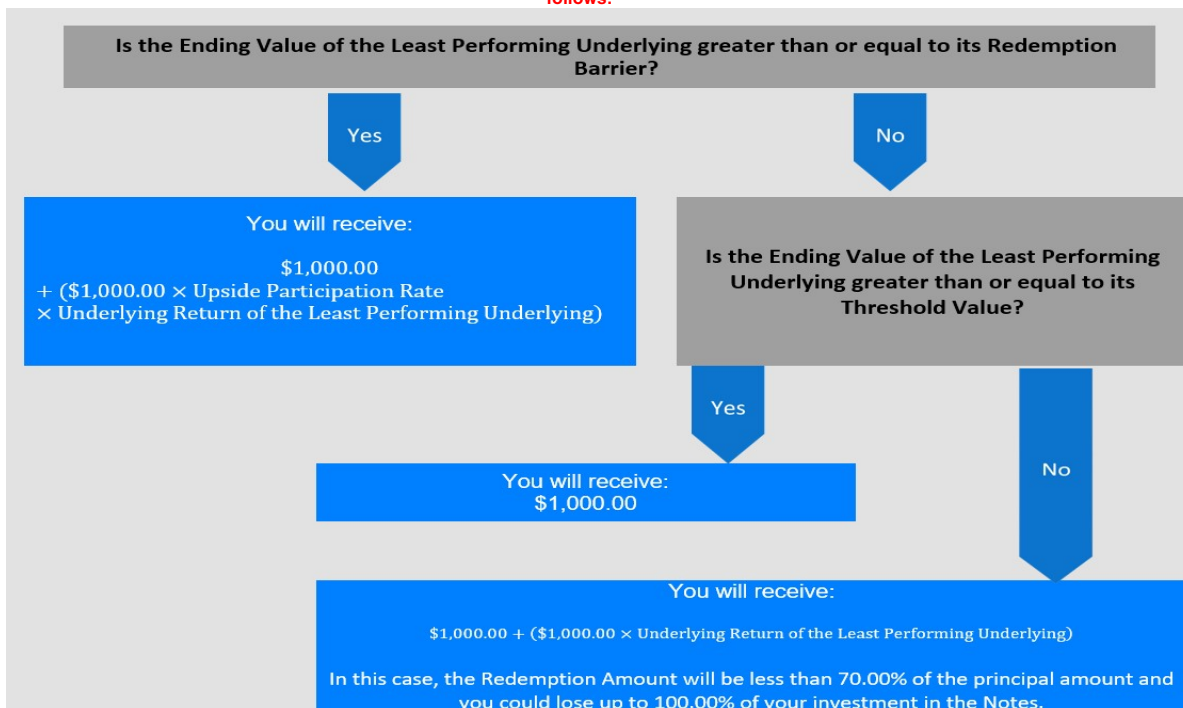 follows:
Is the Ending Value of the Least Performing Underlying greater than or equal to its Redemption
Barrier?
Yes
No
You will receive:
$1,000.00
+ ($1,000.00 × Upside Participation Rate
× Underlying Return of the Least Performing Underlying)
Is the Ending Value of the Least Performing
Underlying greater than or equal to its
Threshold Value?
Yes
No
You will receive:
$1,000.00
You will receive:
$1,000.00 + ($1,000.00 × Underlying Return of the Least Performing Underlying)
In this case, the Redemption Amount will be less than 70.00% of the principal amount and
you could lose up to 100.00% of your investment in the Notes.